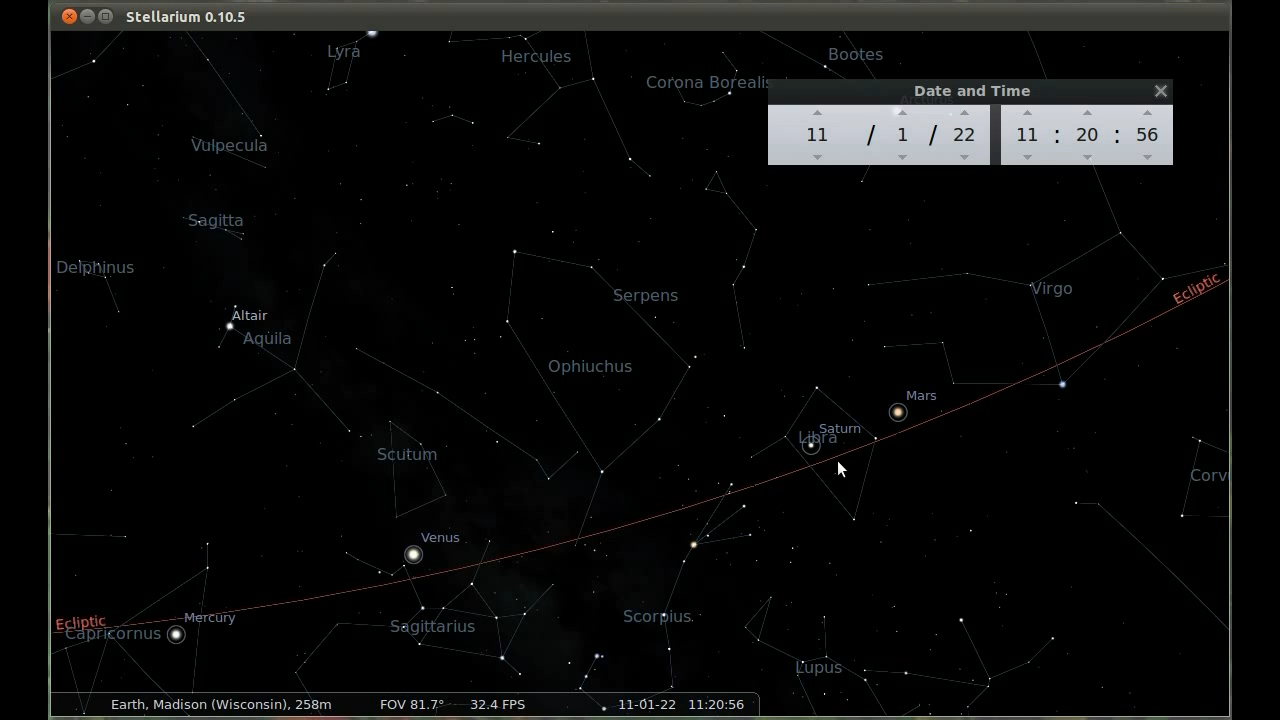 Stellarium 0.10.5
Lyra
Hercules
Bootes
Corona Borealis
Date and Time
11 / 1 / 22 11 : 20 : 56
Vulpecula
Sagitta
Delphinus
Altair
Aquila
Serpens
Virgo
Ecliptic
Ophiuchus
Mars
Saturn
Libra
Scutum
Corvu
Venus
Mercury
Ecliptic
Capricornus
Sagittarius
Scorpius
Lupus
Earth, Madison (Wisconsin), 258m FOV 81.7° 32.4 FPS 11-01-22 11:20:56